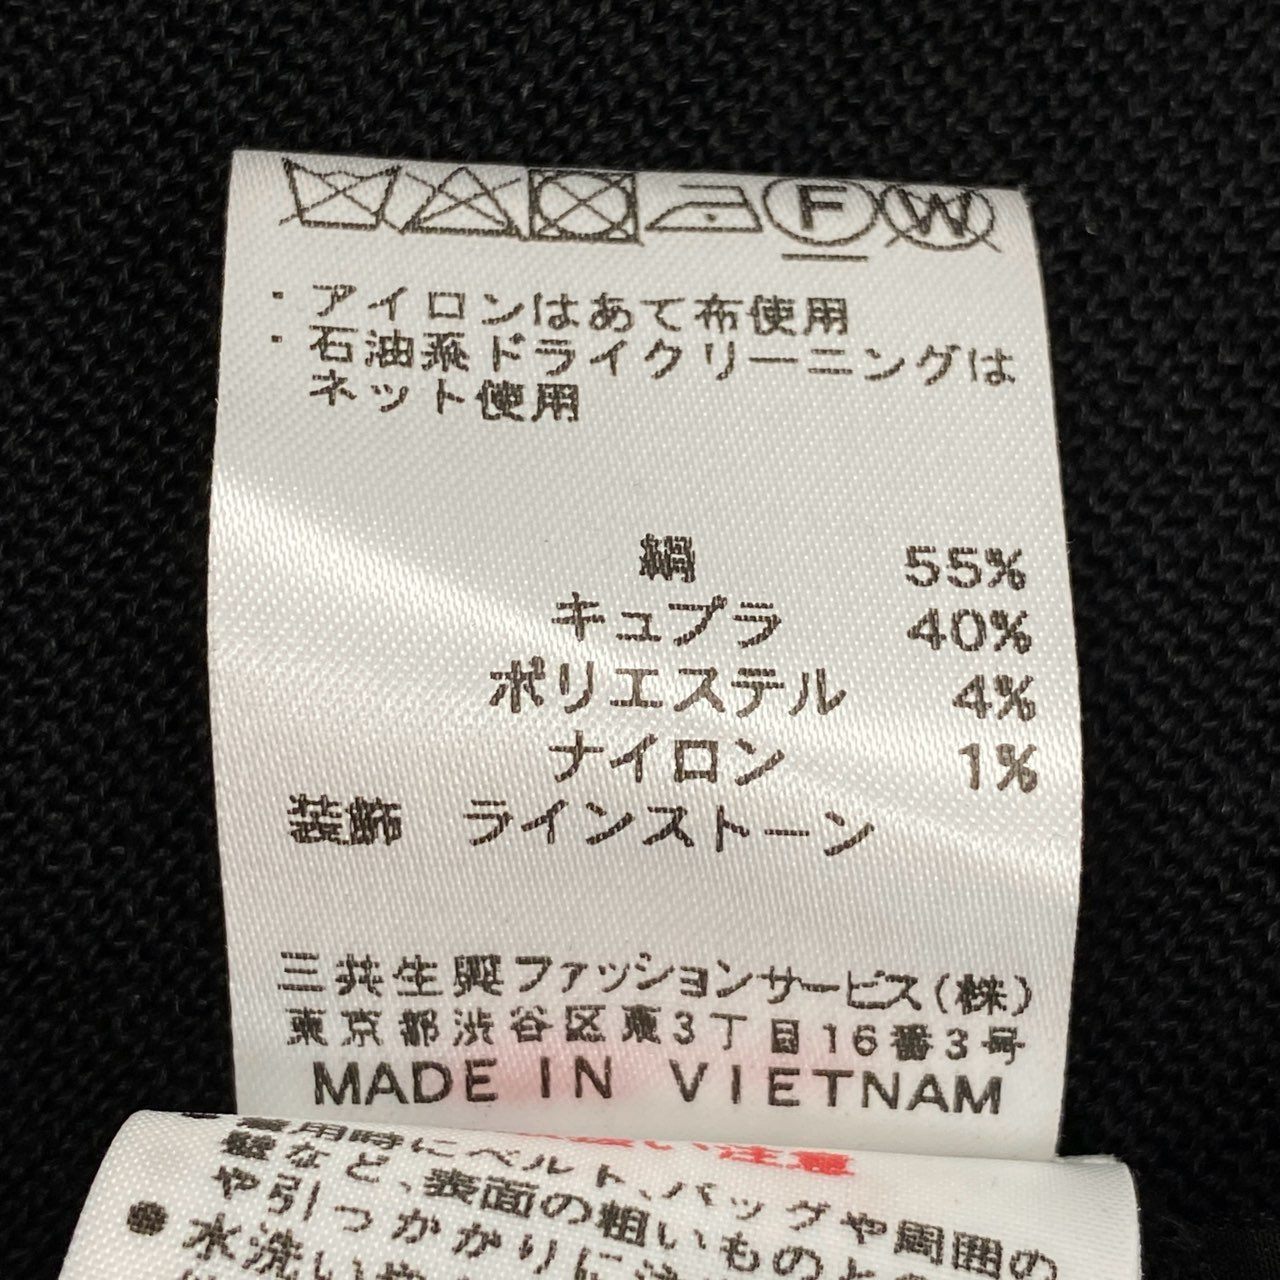 F W
・アイロンはあて布使用
・石油系ドライクリーニングは
ネット使用
絹 55%
キュプラ 40%
ポリエステル 4%
ナイロン 1%
装飾 ラインストーン
三共生興ファッションサービス(株)
東京都渋谷区東3丁目16番3号
MADE IN VIETNAM
い注意
着用時にベルト、バッグや周囲の
壁など、表面の粗いものとの
や引っかかりに
●水洗いや